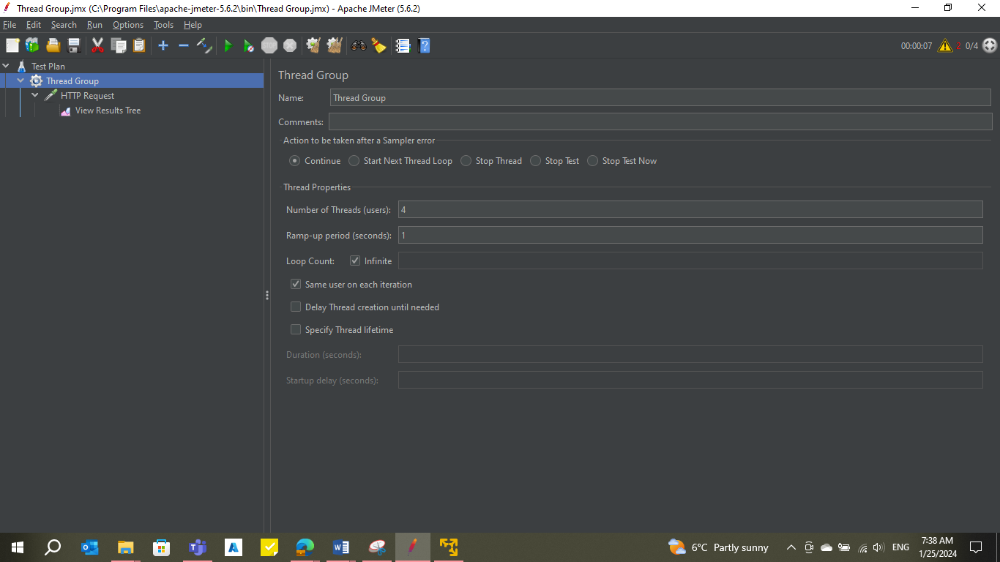 Thread Group.jmx (C:\Program Files\apache-jmeter-5.6.2\bin\Thread Group.jmx) - Apache JMeter (5.6.2)
File Edit Search Run Options Tools Help
STOP
00:00:07 2 0/4
Test Plan
Thread Group
HTTP Request
View Results Tree
Thread Group
Name: Thread Group
Comments:
Action to be taken after a Sampler error
Continue Start Next Thread Loop Stop Thread Stop Test Stop Test Now
Thread Properties
Number of Threads (users): 4
Ramp-up period (seconds): 1
Loop Count: Infinite
Same user on each iteration
Delay Thread creation until needed
Specify Thread lifetime
Duration (seconds):
Startup delay (seconds):
6°C Partly sunny ENG 7:38 AM
1/25/2024